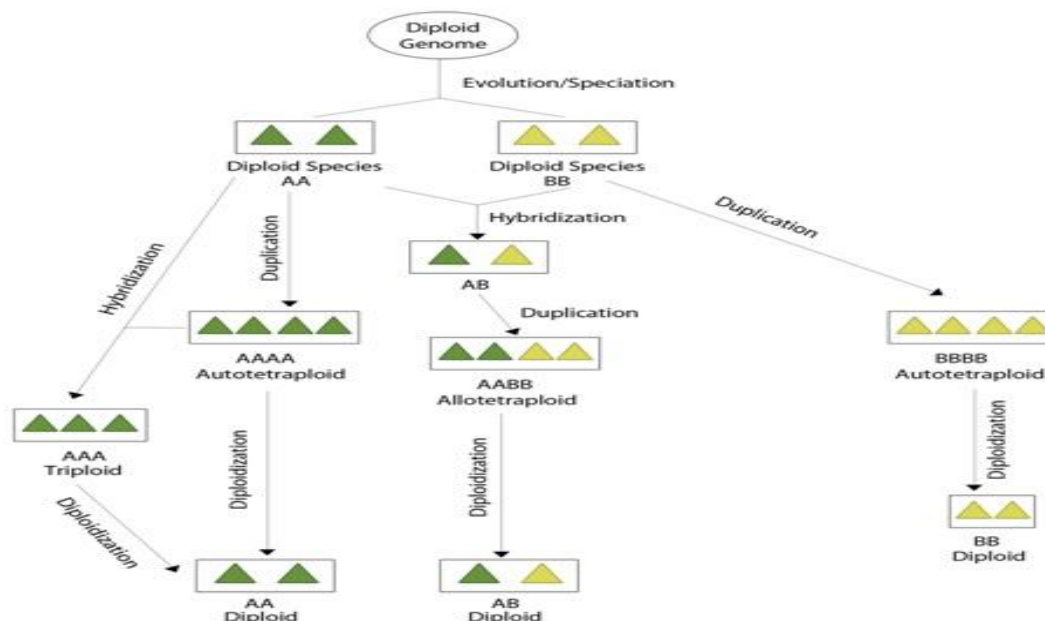 Diploid
Genome
Evolution/Speciation
Diploid Species
AA
Diploid Species
BB
Hybridization
Duplication
Hybridization
Duplication
AB
Duplication
AAAA
Autotetraploid
AABB
Allotetraploid
BBBB
Autotetraploid
AAA
Triploid
Diploidization
Diploidization
Diploidization
Diploidization
BB
Diploid
AA
Diploid
AB
Diploid